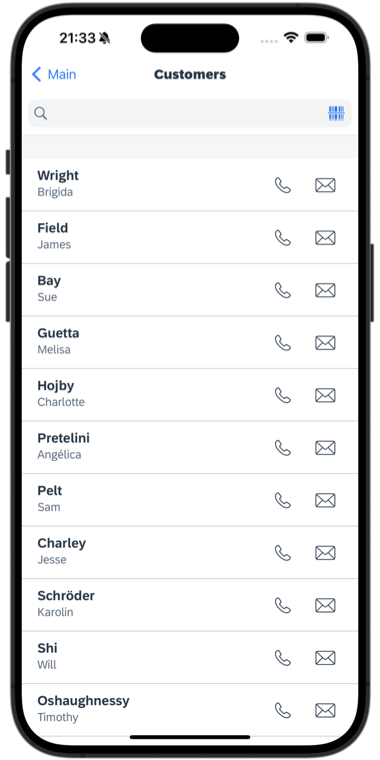 21:33
Main
Customers
Wright
Brigida
Field
James
Bay
Sue
Guetta
Melisa
Hojby
Charlotte
Pretelini
Angélica
Pelt
Sam
Charley
Jesse
Schröder
Karolin
Shi
Will
Oshaughnessy
Timothy